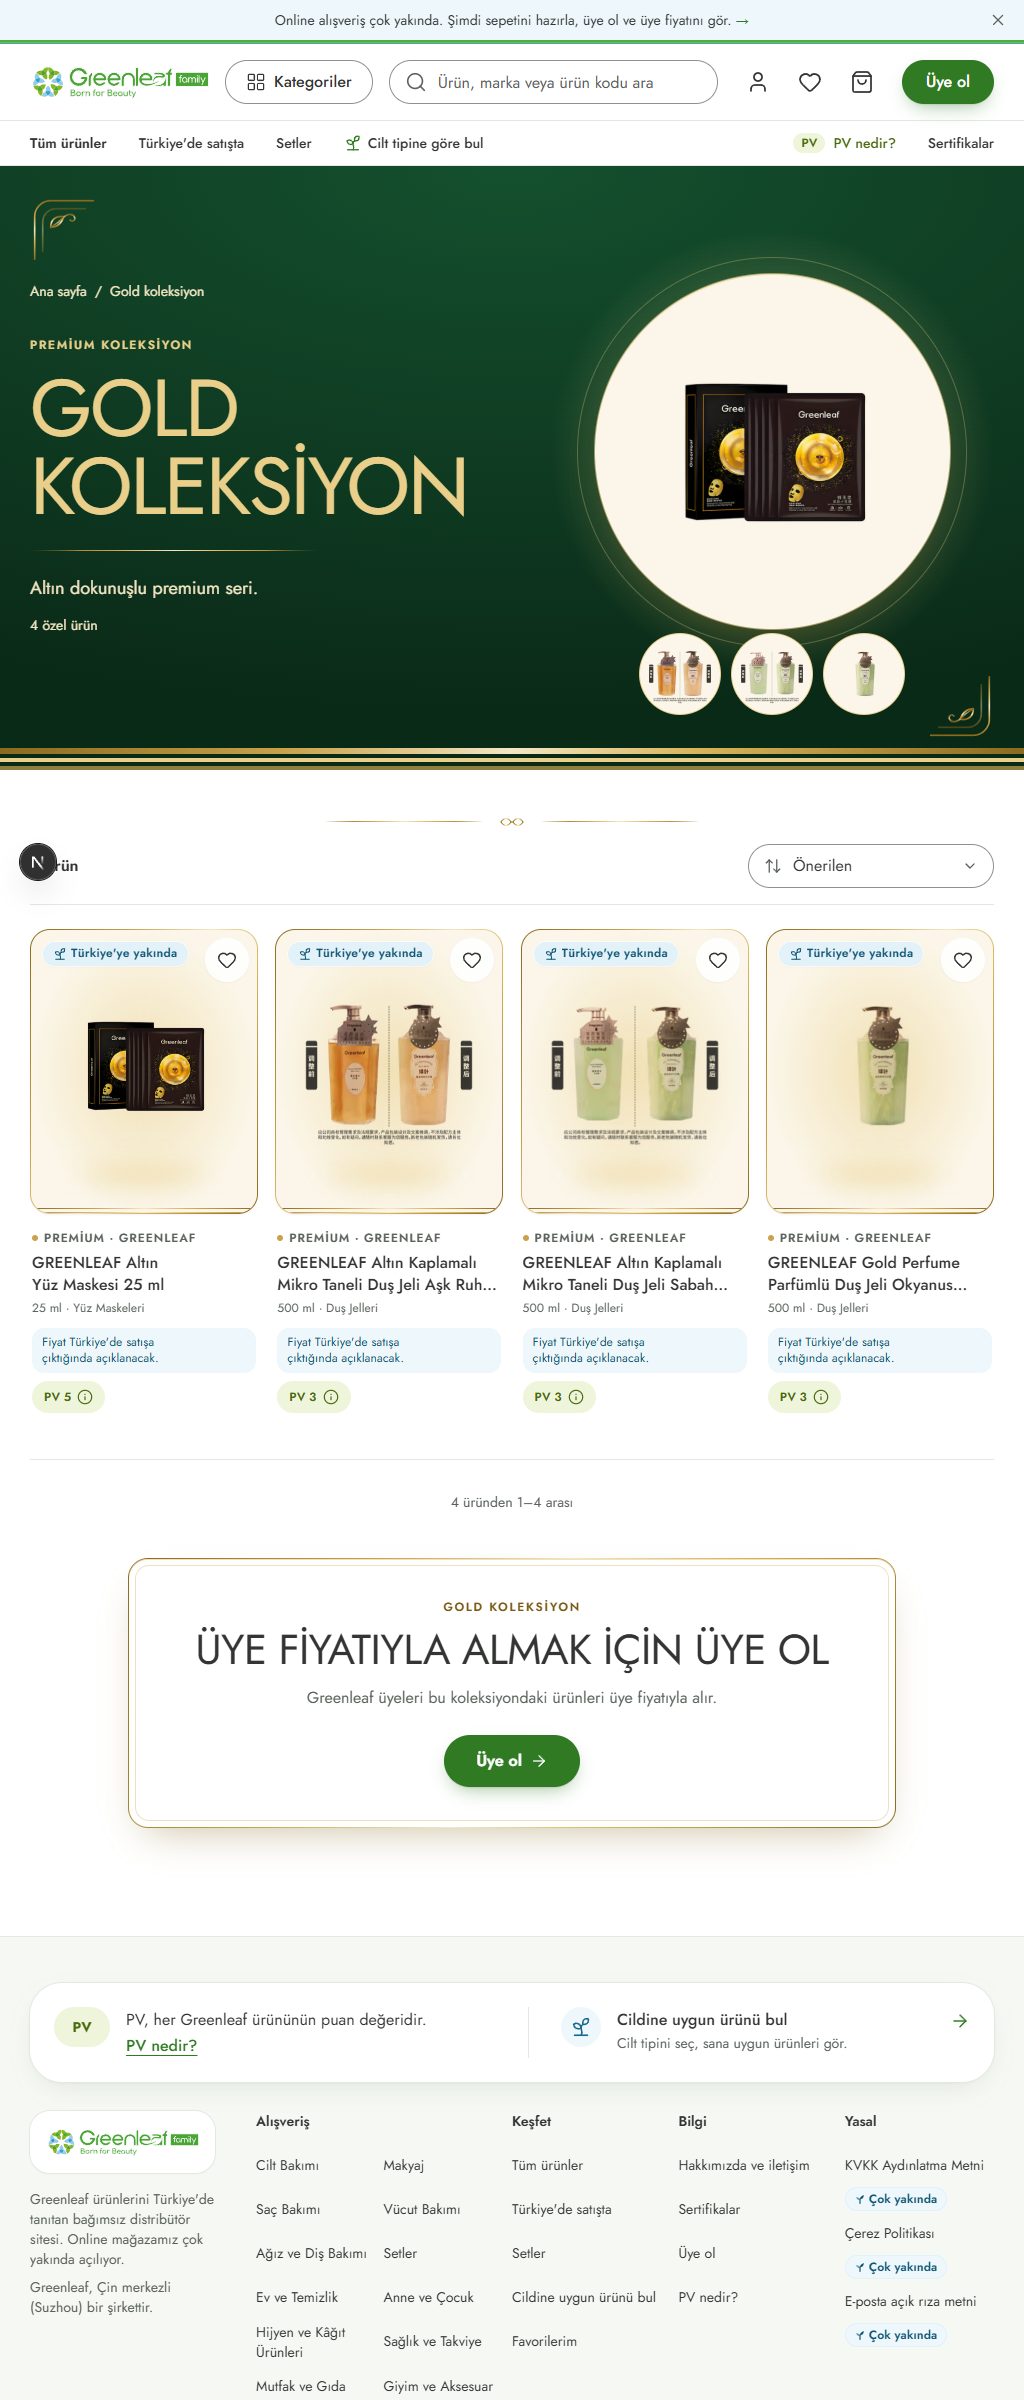 Online alışveriş çok yakında. Şimdi sepetini hazırla, üye ol ve üye fiyatını gör. →
Greenleaf family
Born for Beauty
Kategoriler
Ürün, marka veya ürün kodu ara
Üye ol
Tüm ürünler
Türkiye'de satışta
Setler
Cilt tipine göre bul
PV
PV nedir?
Sertifikalar
Ana sayfa / Gold koleksiyon
PREMİUM KOLEKSİYON
GOLD
KOLEKSİYON
Altın dokunuşlu premium seri.
4 özel ürün
Greenleaf
N
rün
Önerilen
Türkiye'ye yakında
Türkiye'ye yakında
Türkiye'ye yakında
Türkiye'ye yakında
Greenleaf
调整前
调整后
调整前
调整后
PREMİUM · GREENLEAF
GREENLEAF Altın
Yüz Maskesi 25 ml
25 ml · Yüz Maskeleri
Fiyat Türkiye'de satışa
çıktığında açıklanacak.
PV 5
PREMİUM · GREENLEAF
GREENLEAF Altın Kaplamalı
Mikro Taneli Duş Jeli Aşk Ruh...
500 ml · Duş Jelleri
Fiyat Türkiye'de satışa
çıktığında açıklanacak.
PV 3
PREMİUM · GREENLEAF
GREENLEAF Altın Kaplamalı
Mikro Taneli Duş Jeli Sabah...
500 ml · Duş Jelleri
Fiyat Türkiye'de satışa
çıktığında açıklanacak.
PV 3
PREMİUM · GREENLEAF
GREENLEAF Gold Perfume
Parfümlü Duş Jeli Okyanus...
500 ml · Duş Jelleri
Fiyat Türkiye'de satışa
çıktığında açıklanacak.
PV 3
4 üründen 1–4 arası
GOLD KOLEKSİYON
ÜYE FİYATIYLA ALMAK İÇİN ÜYE OL
Greenleaf üyeleri bu koleksiyondaki ürünleri üye fiyatıyla alır.
Üye ol →
PV
PV, her Greenleaf ürününün puan değeridir.
PV nedir?
Cildine uygun ürünü bul
Cilt tipini seç, sana uygun ürünleri gör.
Greenleaf family
Born for Beauty
Greenleaf ürünlerini Türkiye'de
tanıtan bağımsız distribütör
sitesi. Online mağazamız çok
yakında açılıyor.
Greenleaf, Çin merkezli
(Suzhou) bir şirkettir.
Alışveriş
Cilt Bakımı
Saç Bakımı
Ağız ve Diş Bakımı
Ev ve Temizlik
Hijyen ve Kâğıt
Ürünleri
Mutfak ve Gıda
Makyaj
Vücut Bakımı
Setler
Anne ve Çocuk
Sağlık ve Takviye
Giyim ve Aksesuar
Keşfet
Tüm ürünler
Türkiye'de satışta
Setler
Cildine uygun ürünü bul
Favorilerim
Bilgi
Hakkımızda ve iletişim
Sertifikalar
Üye ol
PV nedir?
Yasal
KVKK Aydınlatma Metni
Çok yakında
Çerez Politikası
Çok yakında
E-posta açık rıza metni
Çok yakında